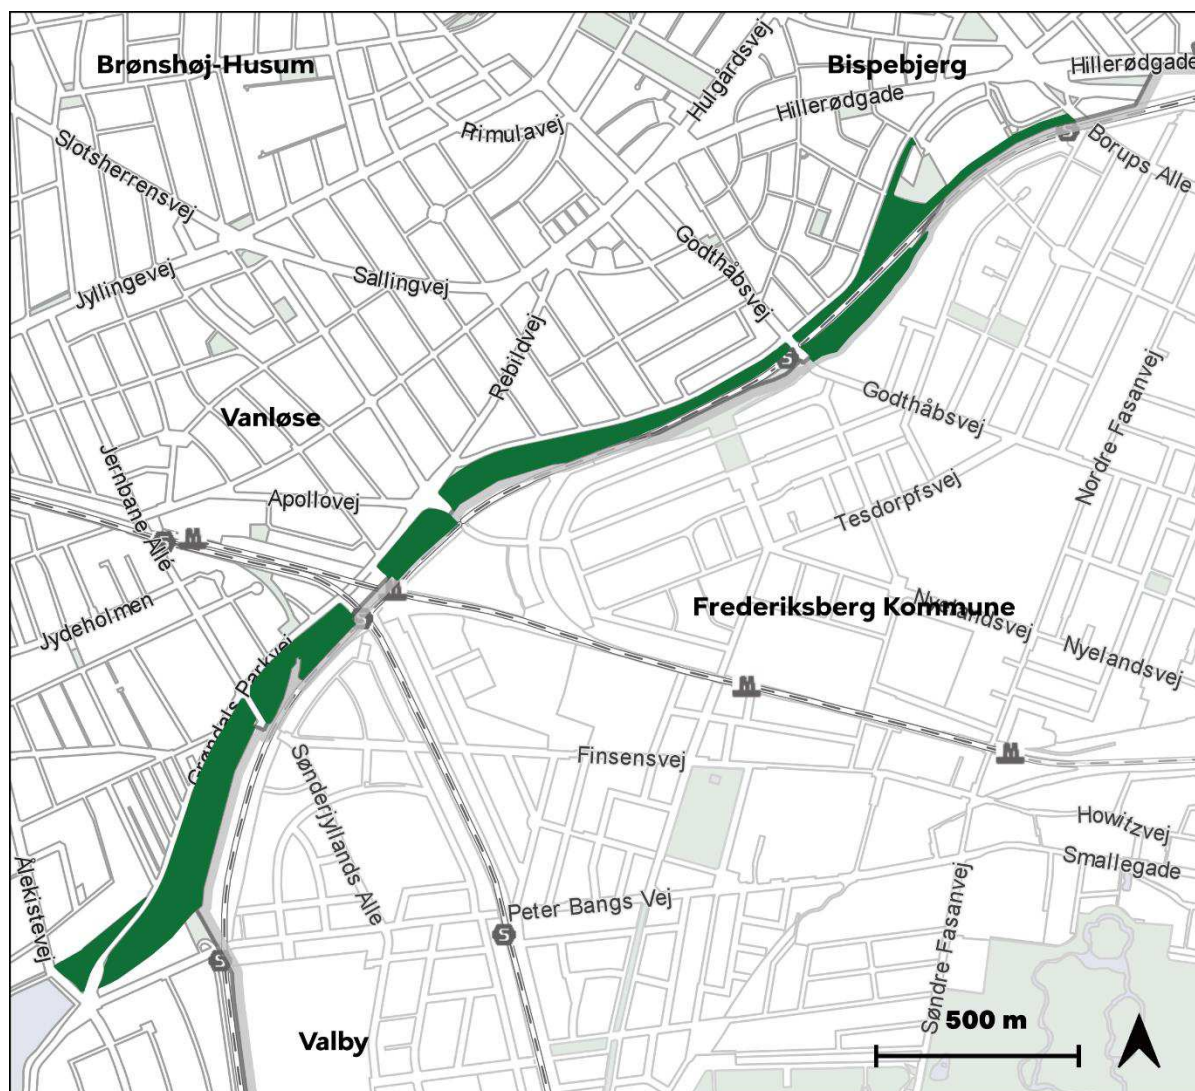 Brønshøj-Husum
Bispebjerg
Hillerødgade
Hulgårdsvej
Hillerødgade
Primulavej
Borups Alle
Slotsherrensvej
Godthåbsvej
Jyllingevej
Sallingvej
Rebildvej
Nordre Fasanvej
Godthåbsvej
Vanløse
Jernbane Allé
Apollovej
Tesdorpfsvej
S
M
S
S
M
S
Frederiksberg Kommune
Nyelandsvej
Jydeholmen
Nyelandsvej
Grøndals Parkvej
M
M
Finsensvej
Sønderjyllands Alle
Howitzvej
Smallegade
Ålekistevej
Peter Bangs Vej
S
S
Søndre Fasanvej
500 m
Valby